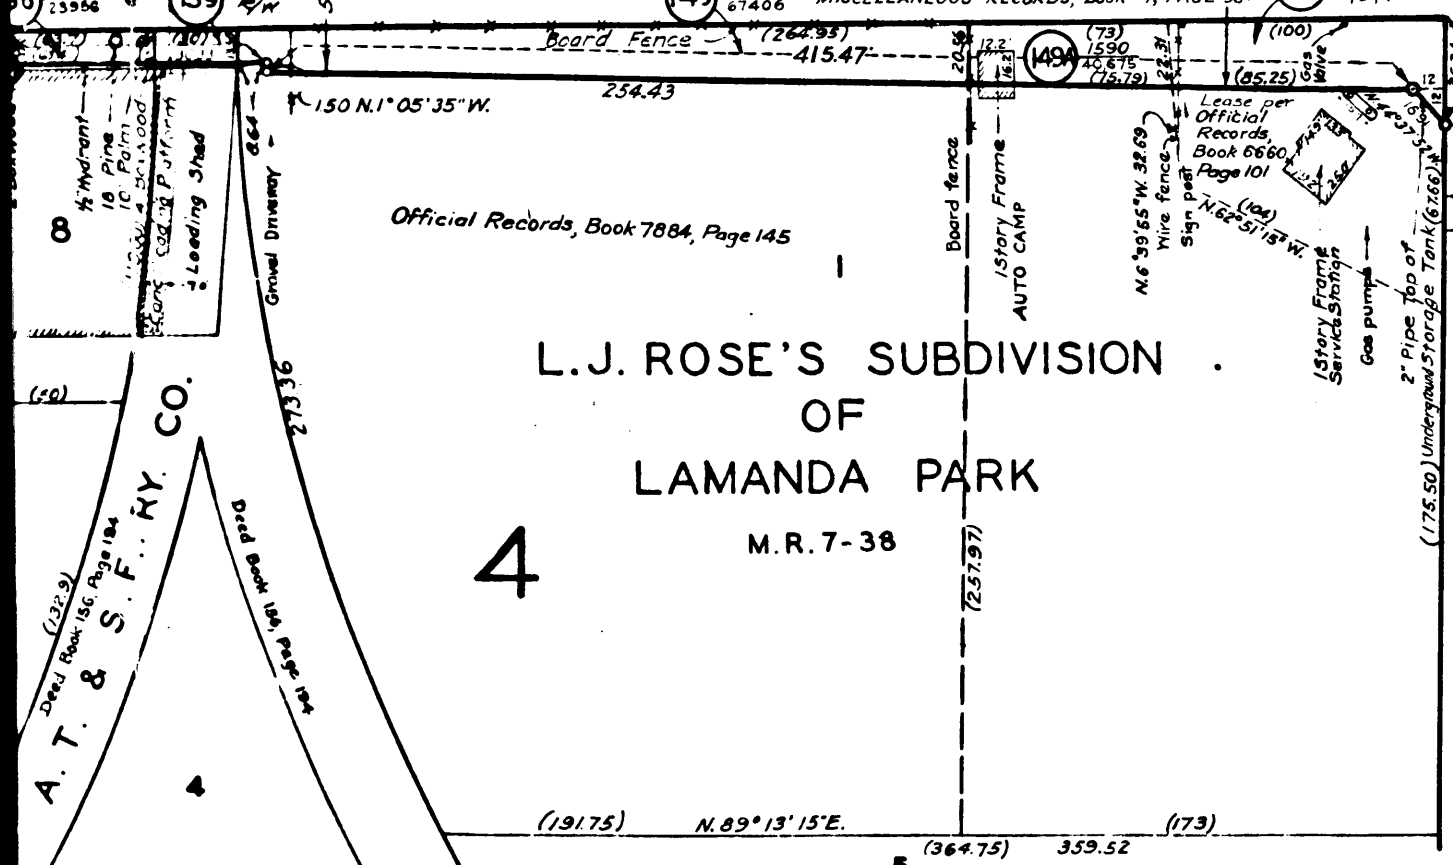 23956
67406
Board Fence
(264.95)
415.47
254.43
150 N.1°05'35"W.
20.56
12.2
16.2
149A
(73)
1590
40,675
(75.79)
22.31
(85.25)
(100)
Gas
Valve
12
12
Lease per
Official
Records,
Book 6660
Page 101
(104)
N.62°51'15"W.
½" Hydrant
18 Pine
10 Palm
Loading Shed
8
8.64
Gravel Driveway
Official Records, Book 7884, Page 145
1
Board fence
1 Story Frame
AUTO CAMP
N.6°39'55"W. 32.69
Wire fence
Sign post
1 Story Frame
Service Station
Gas pumps
2" Pipe Top of
Underground Storage Tank (67.66)
(175.50)
L.J. ROSE'S SUBDIVISION
OF
LAMANDA PARK
M.R. 7-38
4
273.36
(132.9)
Deed Book 156, Page 184
A. T. & S. F. RY. CO.
Deed Book 186, Page 184
4
(257.97)
(191.75)
N.89°13'15"E.
(173)
(364.75)
359.52